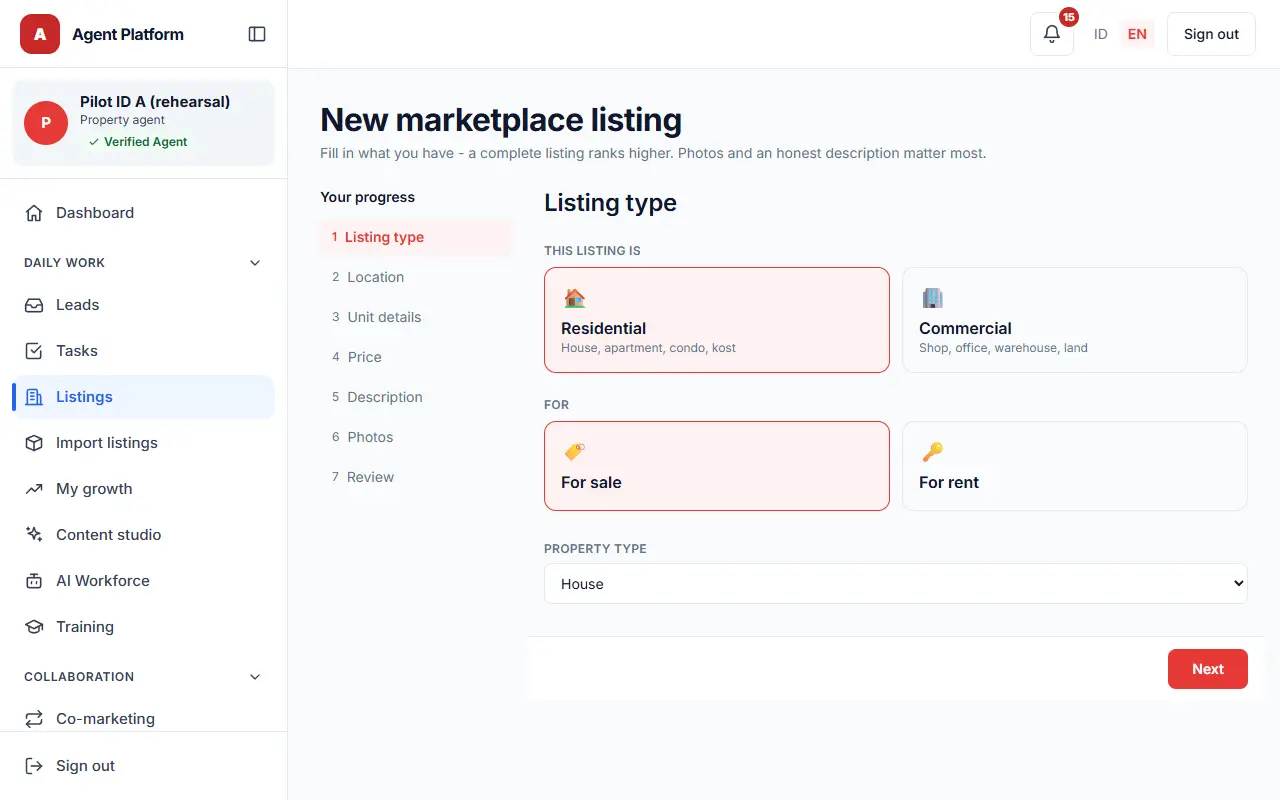 A
Agent Platform
15
ID
EN
Sign out
P
Pilot ID A (rehearsal)
Property agent
Verified Agent
Dashboard
DAILY WORK
Leads
Tasks
Listings
Import listings
My growth
Content studio
AI Workforce
Training
COLLABORATION
Co-marketing
Sign out
New marketplace listing
Fill in what you have - a complete listing ranks higher. Photos and an honest description matter most.
Your progress
1 Listing type
2 Location
3 Unit details
4 Price
5 Description
6 Photos
7 Review
Listing type
THIS LISTING IS
Residential
House, apartment, condo, kost
Commercial
Shop, office, warehouse, land
FOR
For sale
For rent
PROPERTY TYPE
House
Next